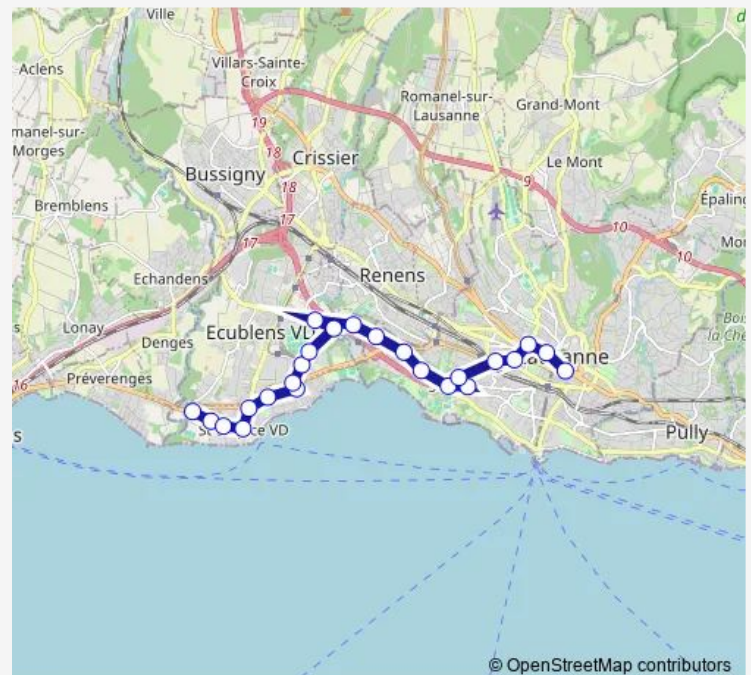 Ville
Aclens
Villars-Sainte-
Croix
Romanel-sur-
Lausanne
Grand-Mont
manel-sur-
Morges
19
18
Crissier
Le Mont
Bussigny
18
9
Épaling
Bremblens
17
10
17
10
Echandens
Renens
Lonay
Ecublens VD
Denges
16
Préverenges
Pully
© OpenStreetMap contributors